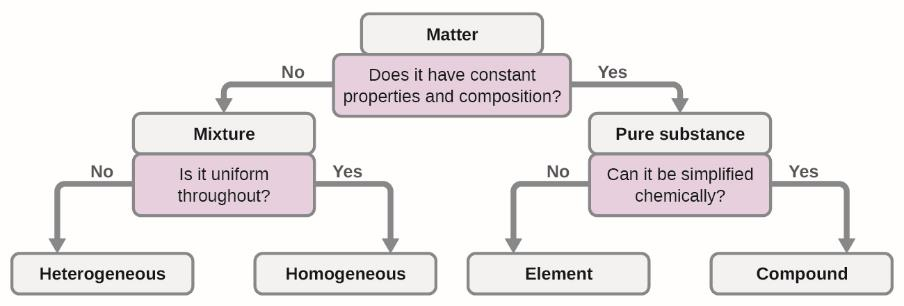 Matter
No
Does it have constant
properties and composition?
Yes
Mixture
Pure substance
No
Is it uniform
throughout?
Yes
No
Can it be simplified
chemically?
Yes
Heterogeneous
Homogeneous
Element
Compound